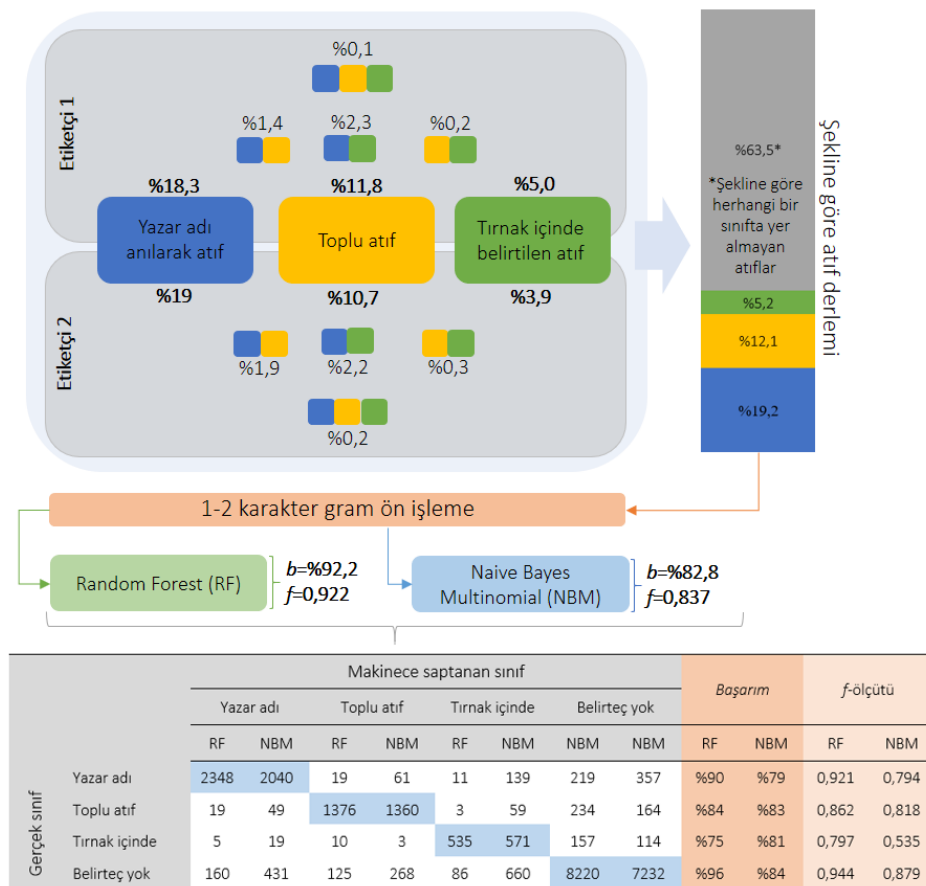 %0,1
%1,4 %2,3 %0,2
Etiketçi 1
%18,3 %11,8 %5,0
Yazar adı
anılarak atıf
Toplu atıf
Tırnak içinde
belirtilen atıf
%19 %10,7 %3,9
Etiketçi 2
%1,9 %2,2 %0,3
%0,2
%63,5*
*Şekline göre
herhangi bir
sınıfta yer
almayan
atıflar
%5,2
%12,1
%19,2
Şekline göre atıf derlemi
1-2 karakter gram ön işleme
Random Forest (RF)
b=%92,2
f=0,922
Naive Bayes
Multinomial (NBM)
b=%82,8
f=0,837
Makinece saptanan sınıf Başarım f-ölçütü
Yazar adı Toplu atıf Tırnak içinde Belirteç yok
RF NBM RF NBM RF NBM NBM NBM RF NBM RF NBM
Gerçek sınıf
Yazar adı 2348 2040 19 61 11 139 219 357 %90 %79 0,921 0,794
Toplu atıf 19 49 1376 1360 3 59 234 164 %84 %83 0,862 0,818
Tırnak içinde 5 19 10 3 535 571 157 114 %75 %81 0,797 0,535
Belirteç yok 160 431 125 268 86 660 8220 7232 %96 %84 0,944 0,879